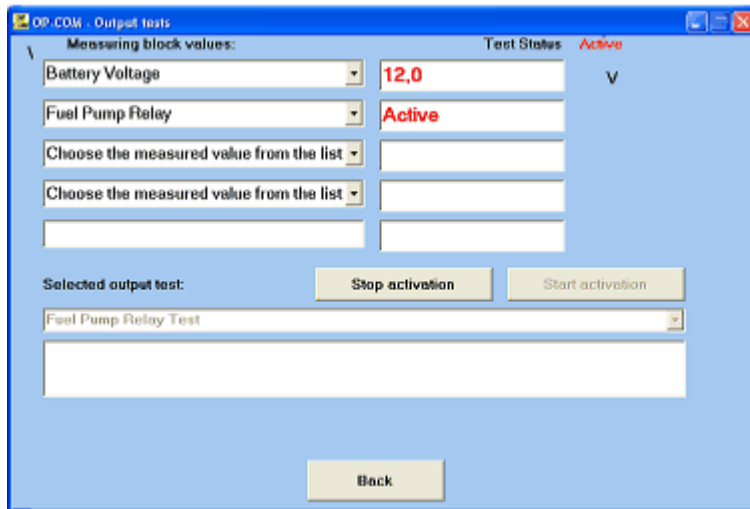 OP-COM - Output tests
\ Measuring block values: Test Status Active
Battery Voltage 12,0 V
Fuel Pump Relay Active
Choose the measured value from the list
Choose the measured value from the list
Selected output test: Stop activation Start activation
Fuel Pump Relay Test
Back